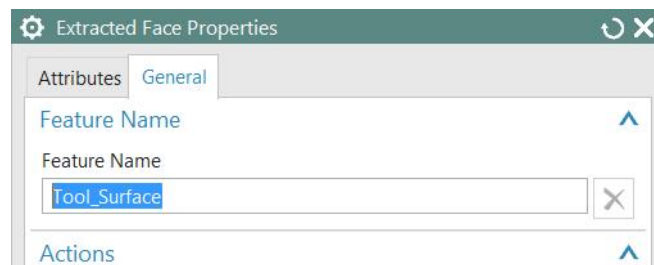 Extracted Face Properties
Attributes General
Feature Name
Feature Name
Tool_Surface
Actions